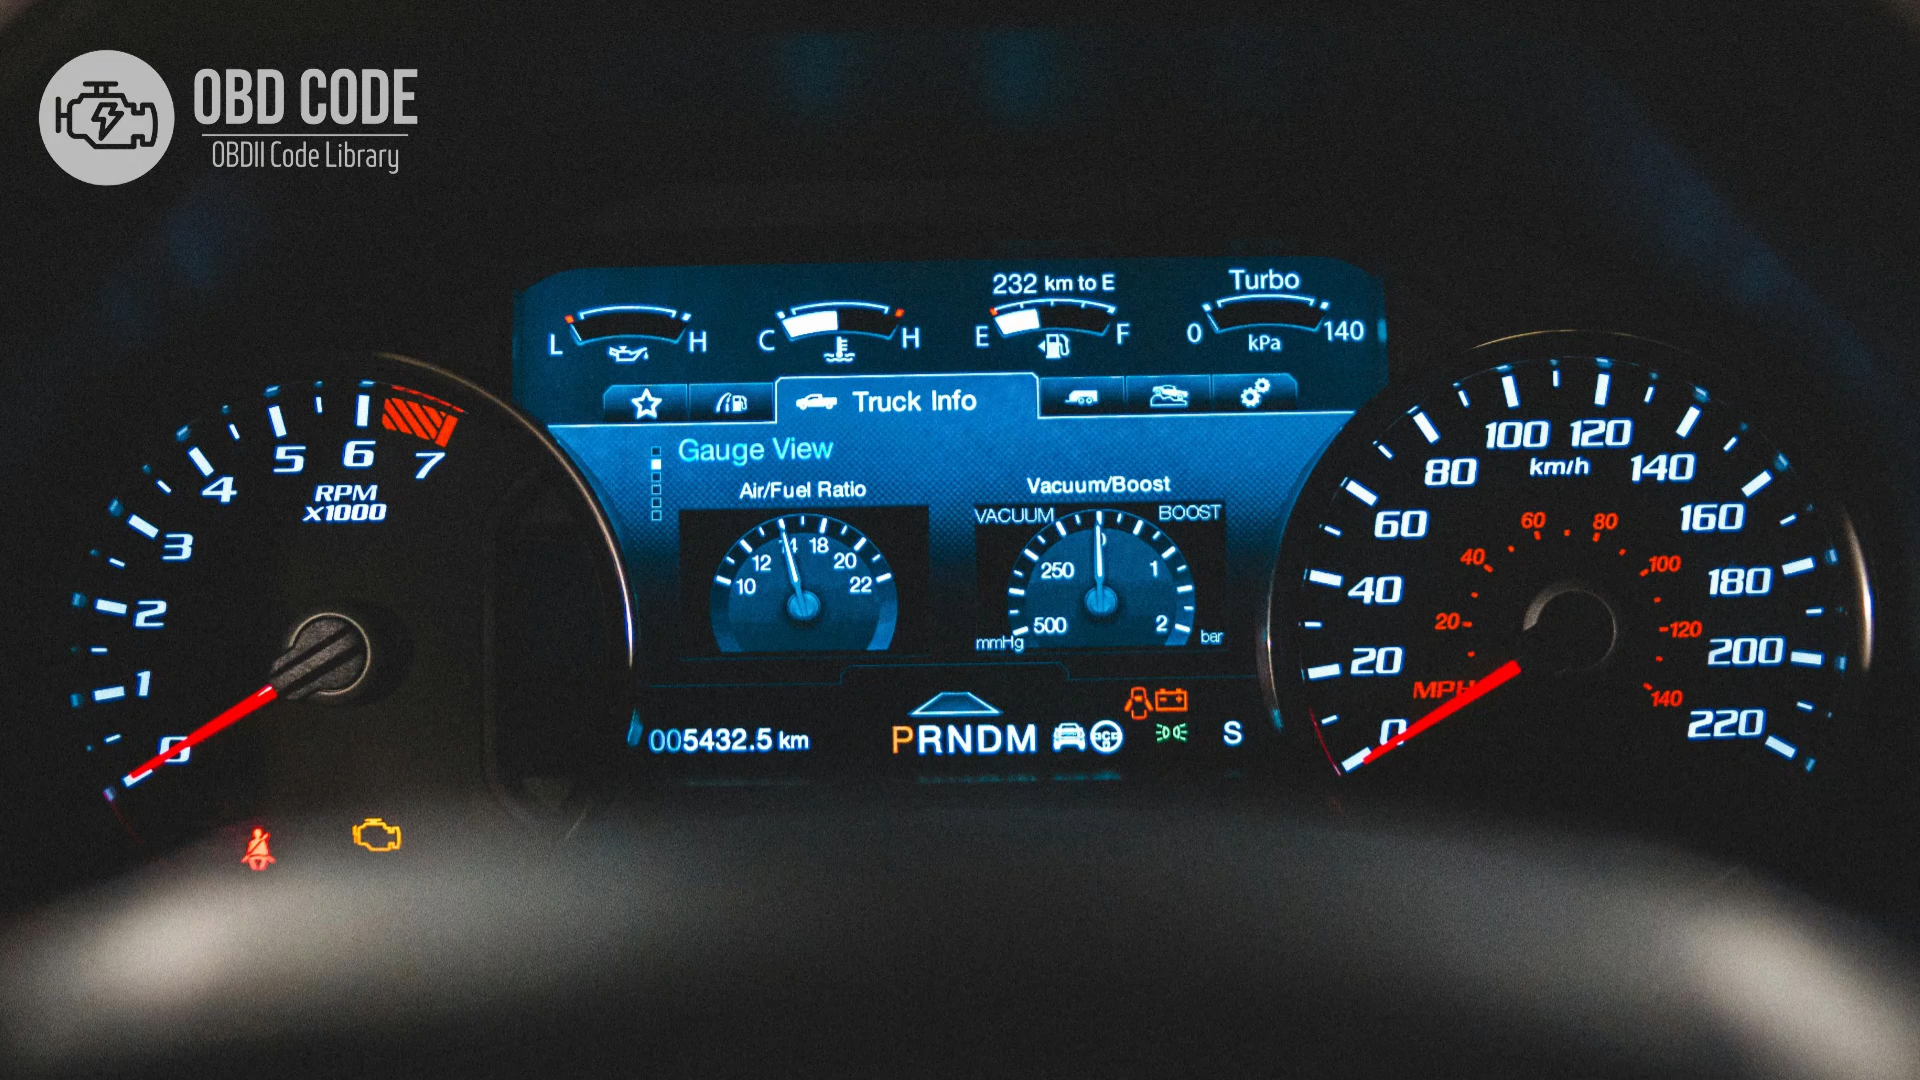 OBD CODE
OBDII Code Library
232 km to E
Turbo
L H
C H
E F
0 140
kPa
Truck Info
Gauge View
Air/Fuel Ratio
10 12 14 18 20 22
Vacuum/Boost
VACUUM BOOST
500 250 0 1 2
mmHg bar
0 1 2 3 4 5 6 7
RPM
X1000
0 20 40 60 80 100 120 140 160 180 200 220
km/h
20 40 60 80 100 120 140
MPH
005432.5 km
PRNDM
S